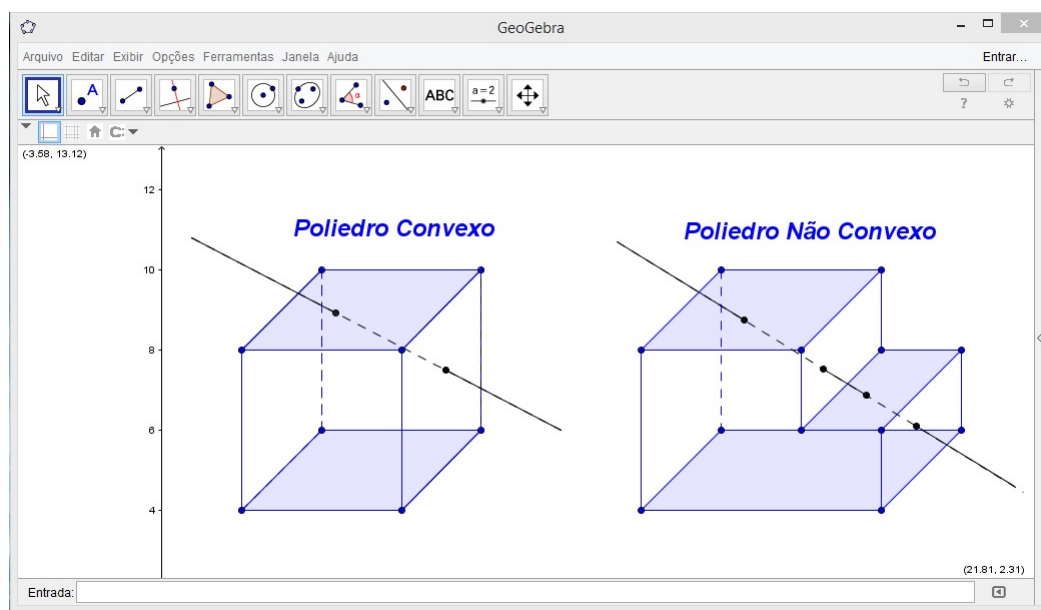 GeoGebra
Arquivo Editar Exibir Opções Ferramentas Janela Ajuda
Entrar...
A
α
ABC
a=2
?
C:
(-3.58, 13.12)
12
Poliedro Convexo
Poliedro Não Convexo
10
8
6
4
(21.81, 2.31)
Entrada: